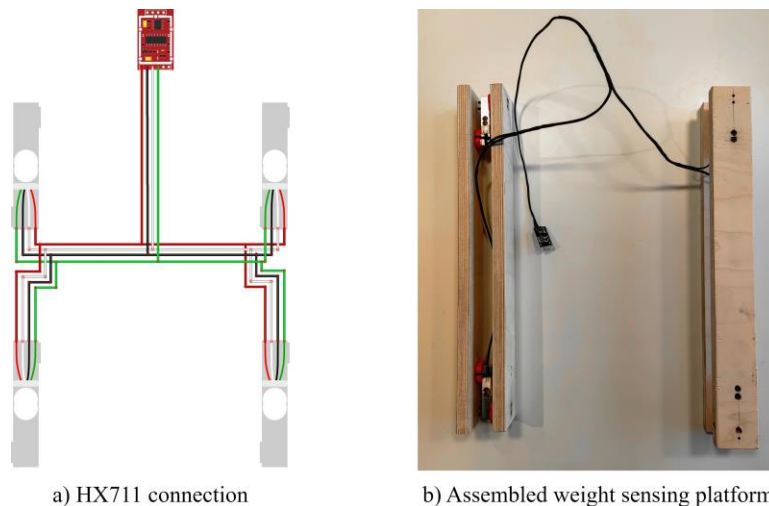 a) HX711 connection
b) Assembled weight sensing platform